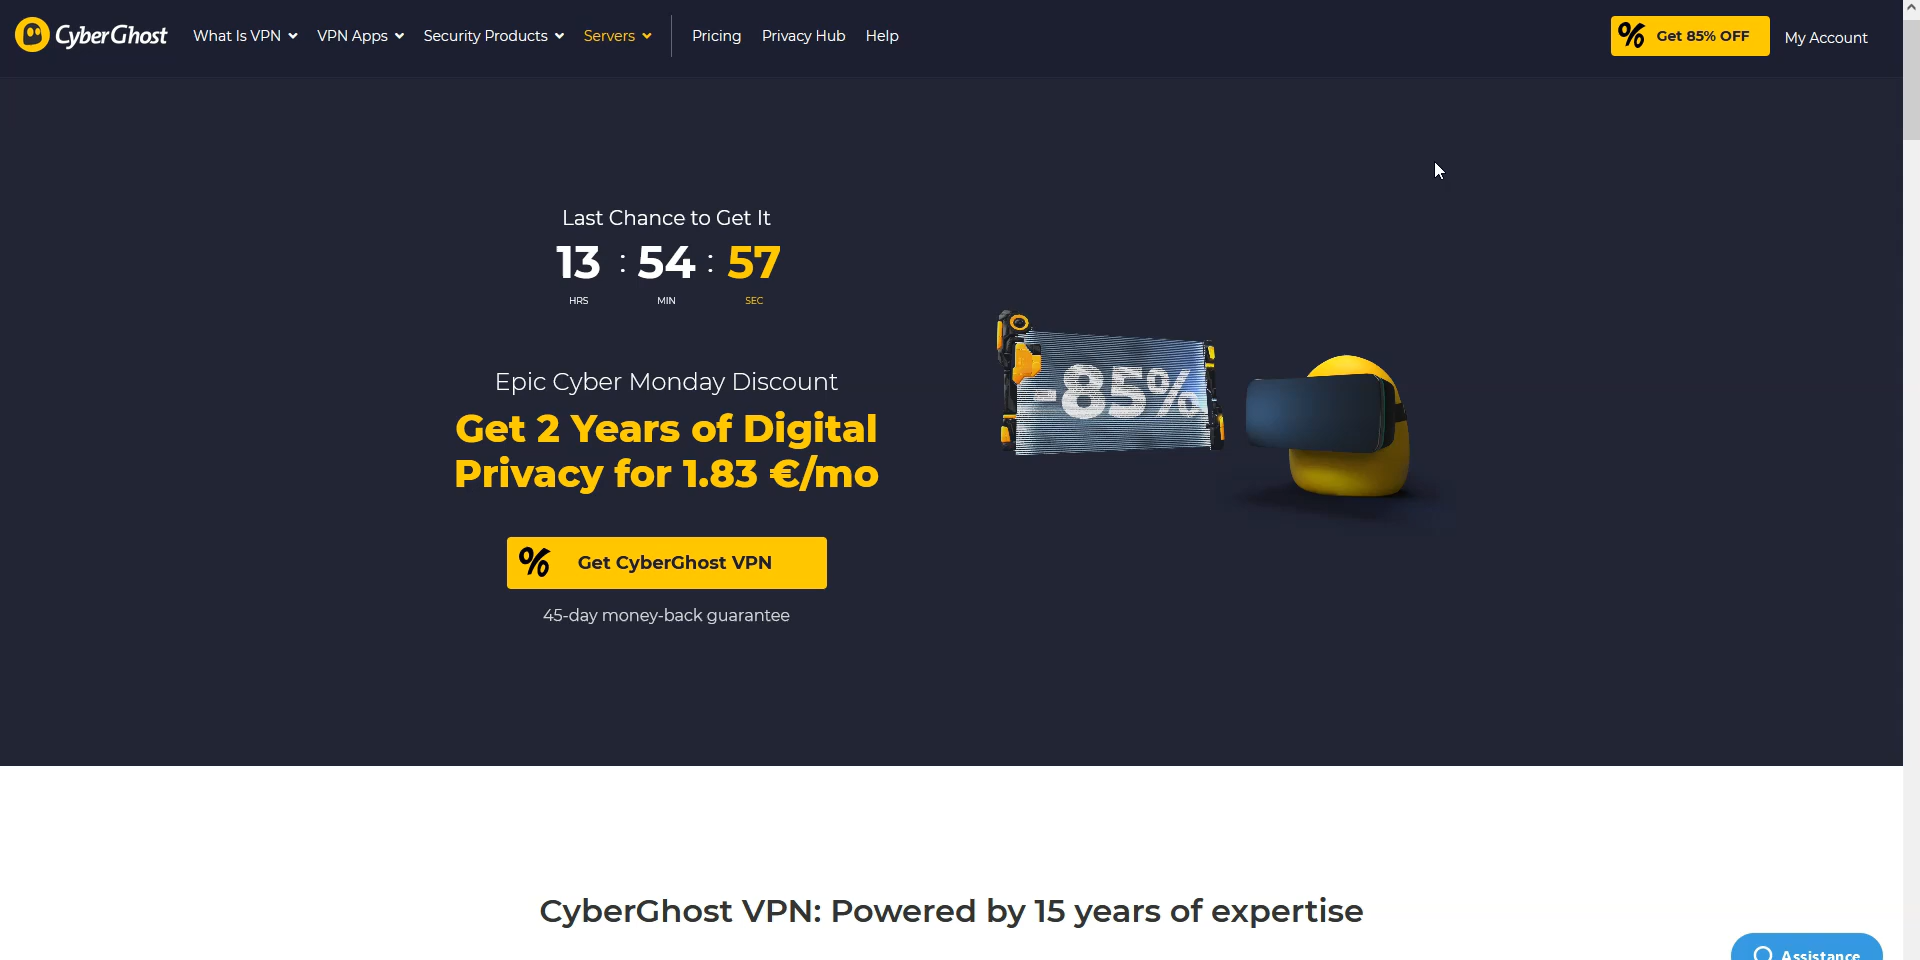 CyberGhost
What Is VPN
VPN Apps
Security Products
Servers
Pricing
Privacy Hub
Help
% Get 85% OFF
My Account
Last Chance to Get It
13 : 54 : 57
HRS MIN SEC
Epic Cyber Monday Discount
Get 2 Years of Digital
Privacy for 1.83 €/mo
% Get CyberGhost VPN
45-day money-back guarantee
-85%
CyberGhost VPN: Powered by 15 years of expertise
Assistance